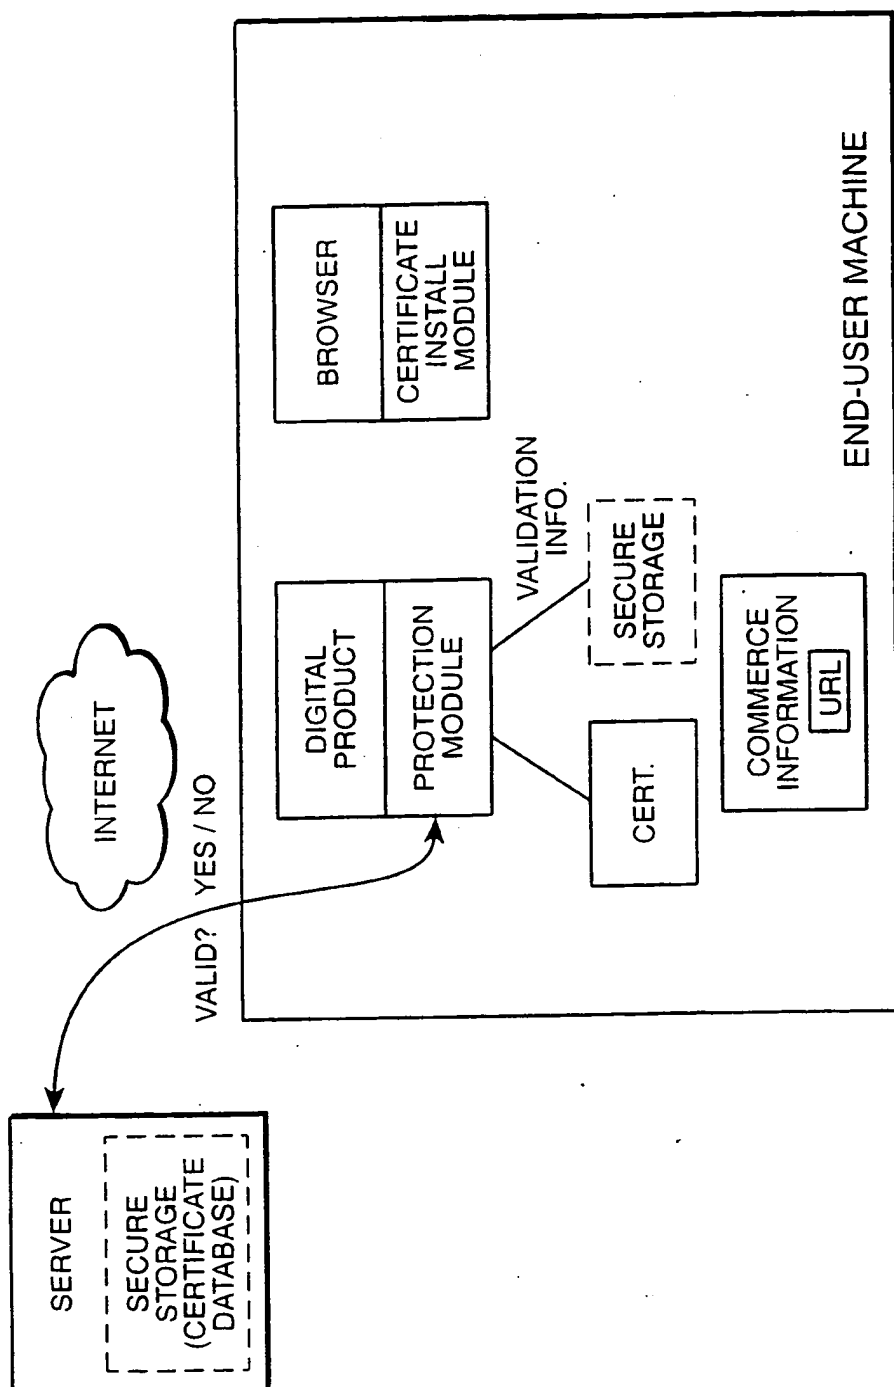 SERVER
SECURE
STORAGE
(CERTIFICATE
DATABASE)
INTERNET
VALID? YES / NO
DIGITAL
PRODUCT
PROTECTION
MODULE
BROWSER
CERTIFICATE
INSTALL
MODULE
VALIDATION
INFO.
CERT.
SECURE
STORAGE
COMMERCE
INFORMATION
URL
END-USER MACHINE